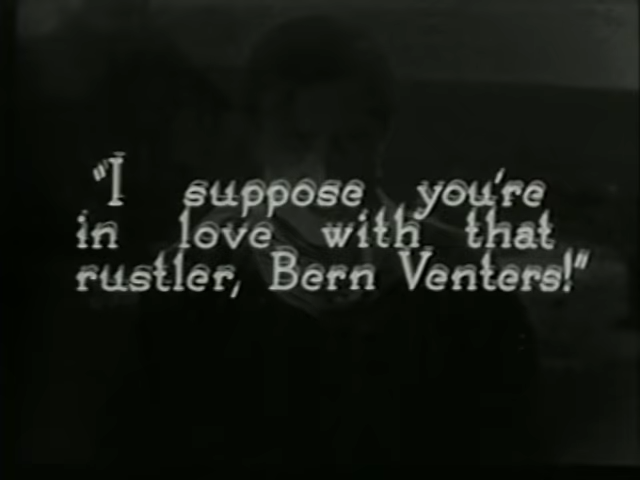 "I suppose you're
in love with that
rustler, Bern Venters!"